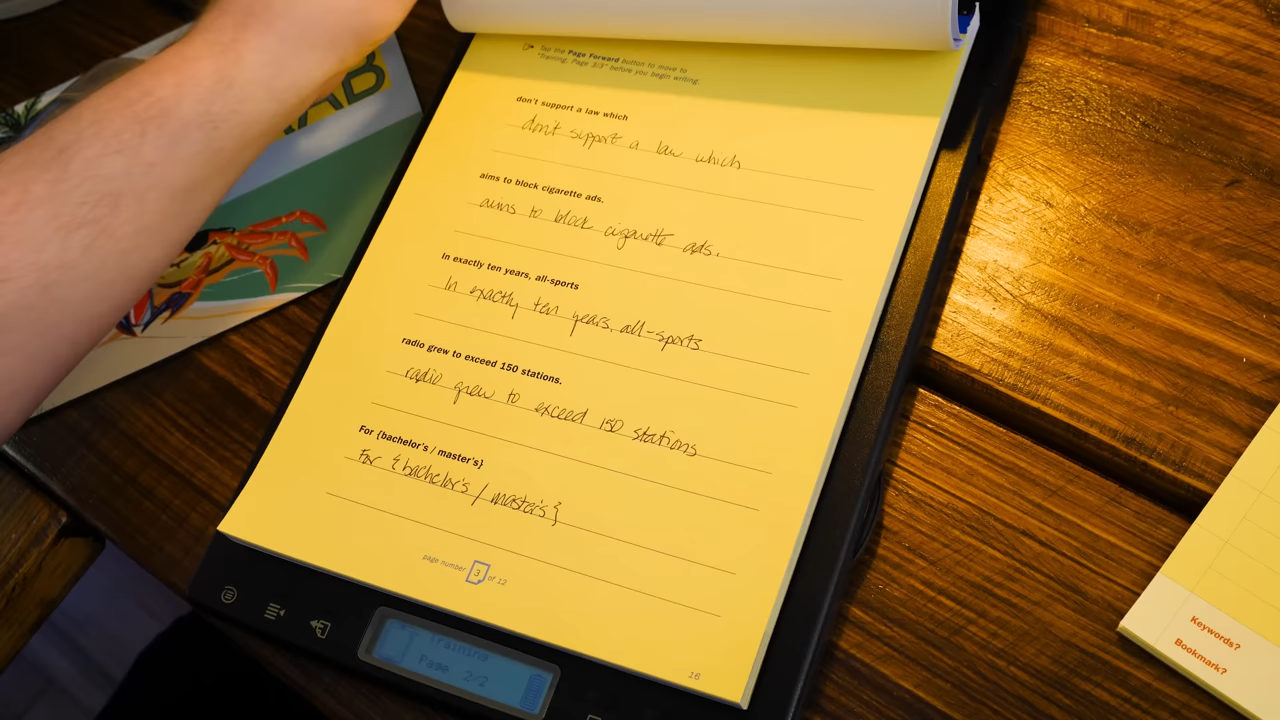 AB
Tap the Page Forward button to move to
"Training, Page 3/3" before you begin writing.
don't support a law which
don't support a law which
aims to block cigarette ads.
aims to block cigarette ads.
In exactly ten years, all-sports
In exactly ten years, all-sports
radio grew to exceed 150 stations.
radio grew to exceed 150 stations
For {bachelor's / master's}
For {bachelor's / master's}
page number 3 of 12
16
Training
Page 2/2
Keywords?
Bookmark?